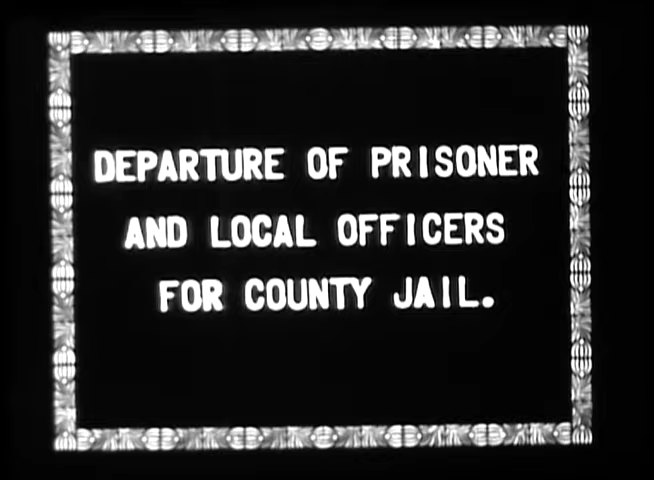 DEPARTURE OF PRISONER
AND LOCAL OFFICERS
FOR COUNTY JAIL.